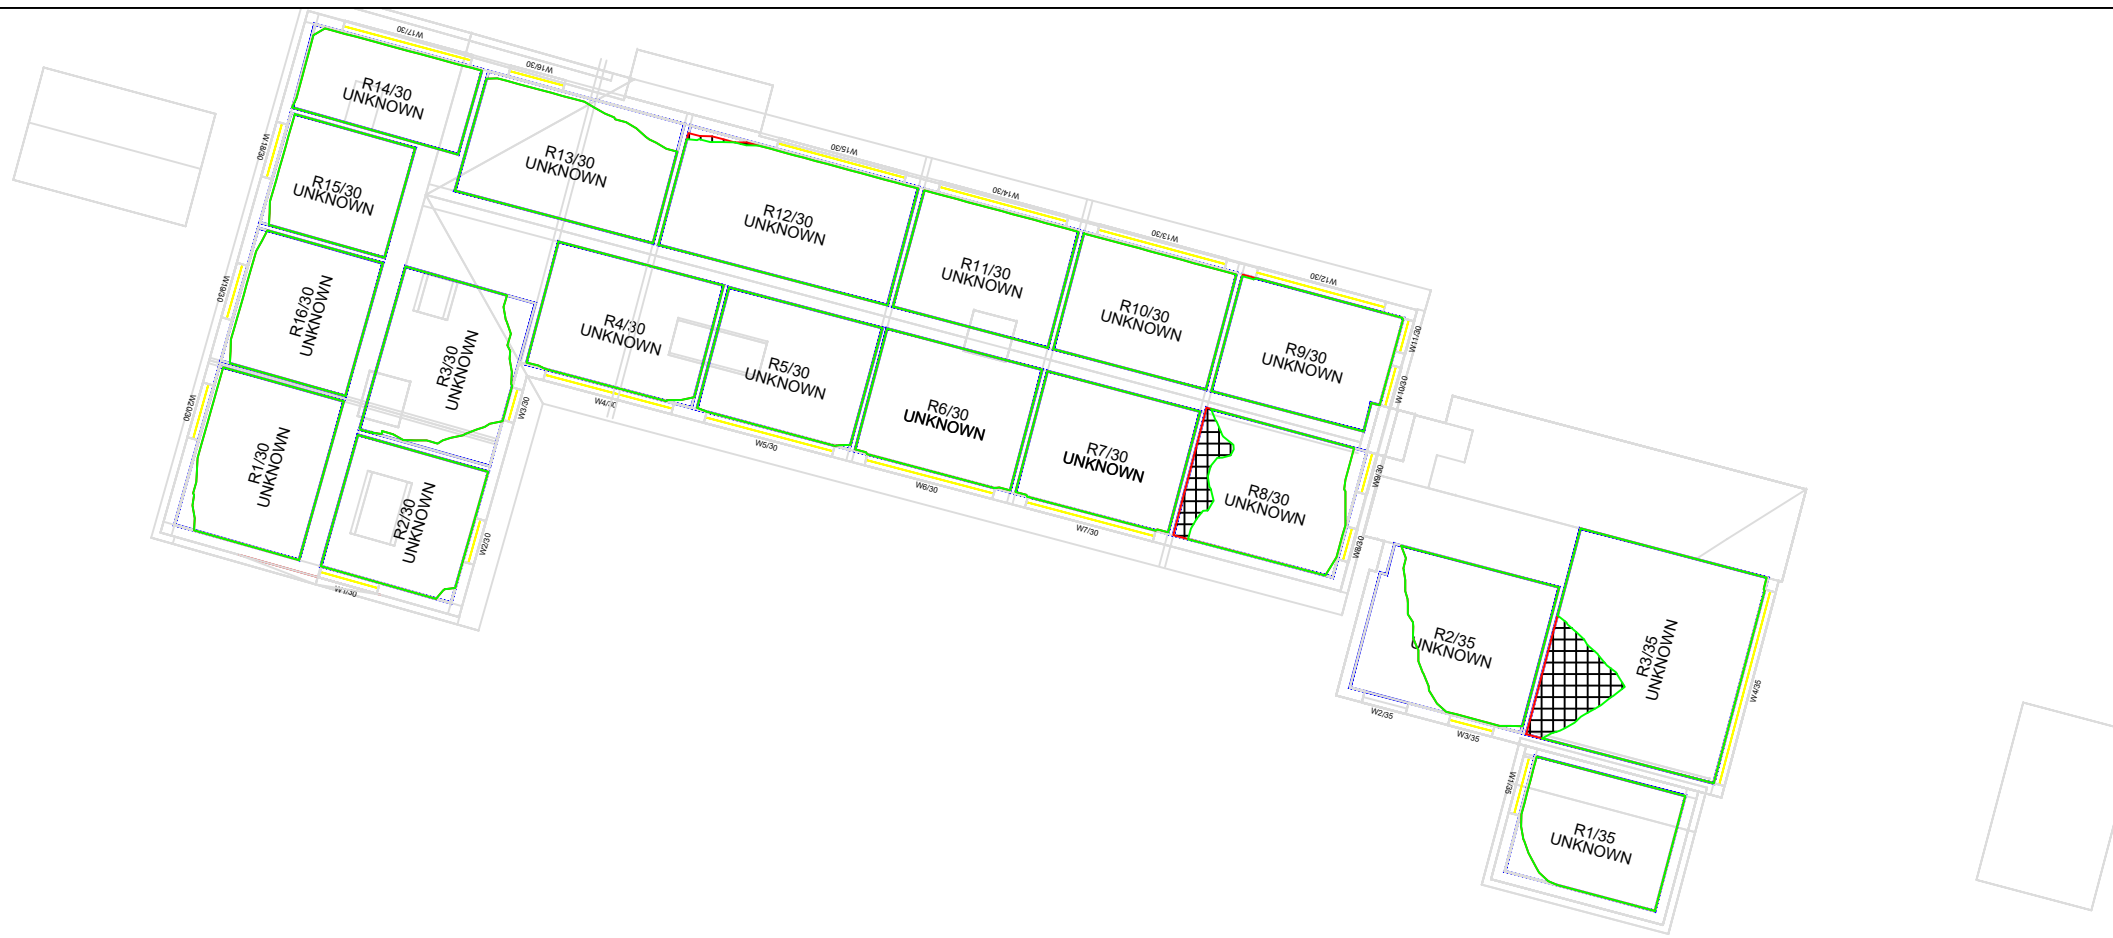 W17/30
W16/30
R14/30
UNKNOWN
W18/30
R13/30
UNKNOWN
W15/30
R15/30
UNKNOWN
R12/30
UNKNOWN
W14/30
W13/30
W12/30
R11/30
UNKNOWN
R10/30
UNKNOWN
R9/30
UNKNOWN
W11/30
W10/30
W19/30
R16/30
UNKNOWN
R3/30
UNKNOWN
R4/30
UNKNOWN
R5/30
UNKNOWN
R6/30
UNKNOWN
R7/30
UNKNOWN
R8/30
UNKNOWN
W9/30
W8/30
W20/30
R1/30
UNKNOWN
R2/30
UNKNOWN
W3/30
W4/30
W5/30
W6/30
W7/30
W2/30
W1/30
R2/35
UNKNOWN
R3/35
UNKNOWN
W4/35
W2/35
W3/35
W1/35
R1/35
UNKNOWN